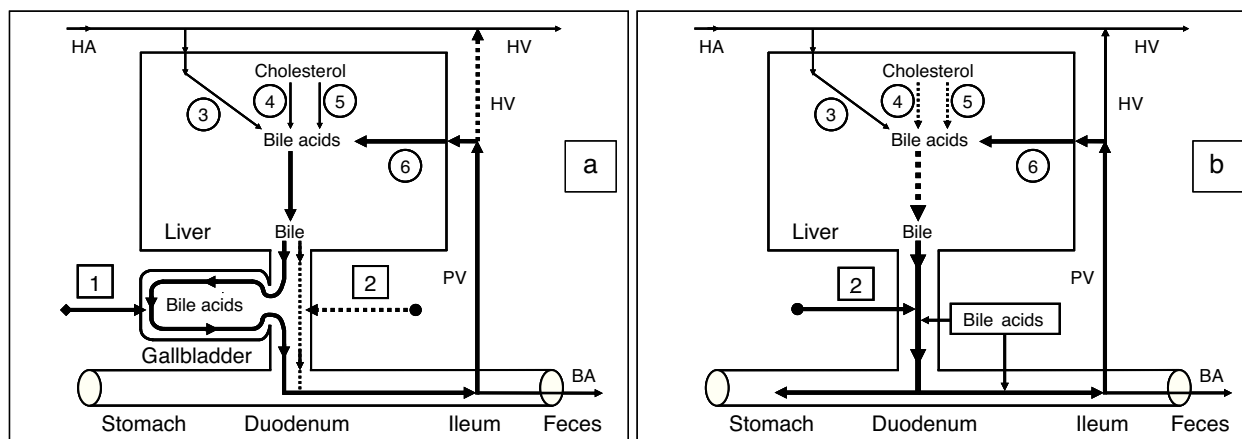 HA
HV
Cholesterol
4
5
3
HV
Bile acids
6
a
Liver
Bile
1
2
PV
Bile acids
Gallbladder
BA
Stomach
Duodenum
Ileum
Feces
HA
HV
Cholesterol
4
5
3
HV
Bile acids
6
b
Liver
Bile
2
PV
Bile acids
BA
Stomach
Duodenum
Ileum
Feces